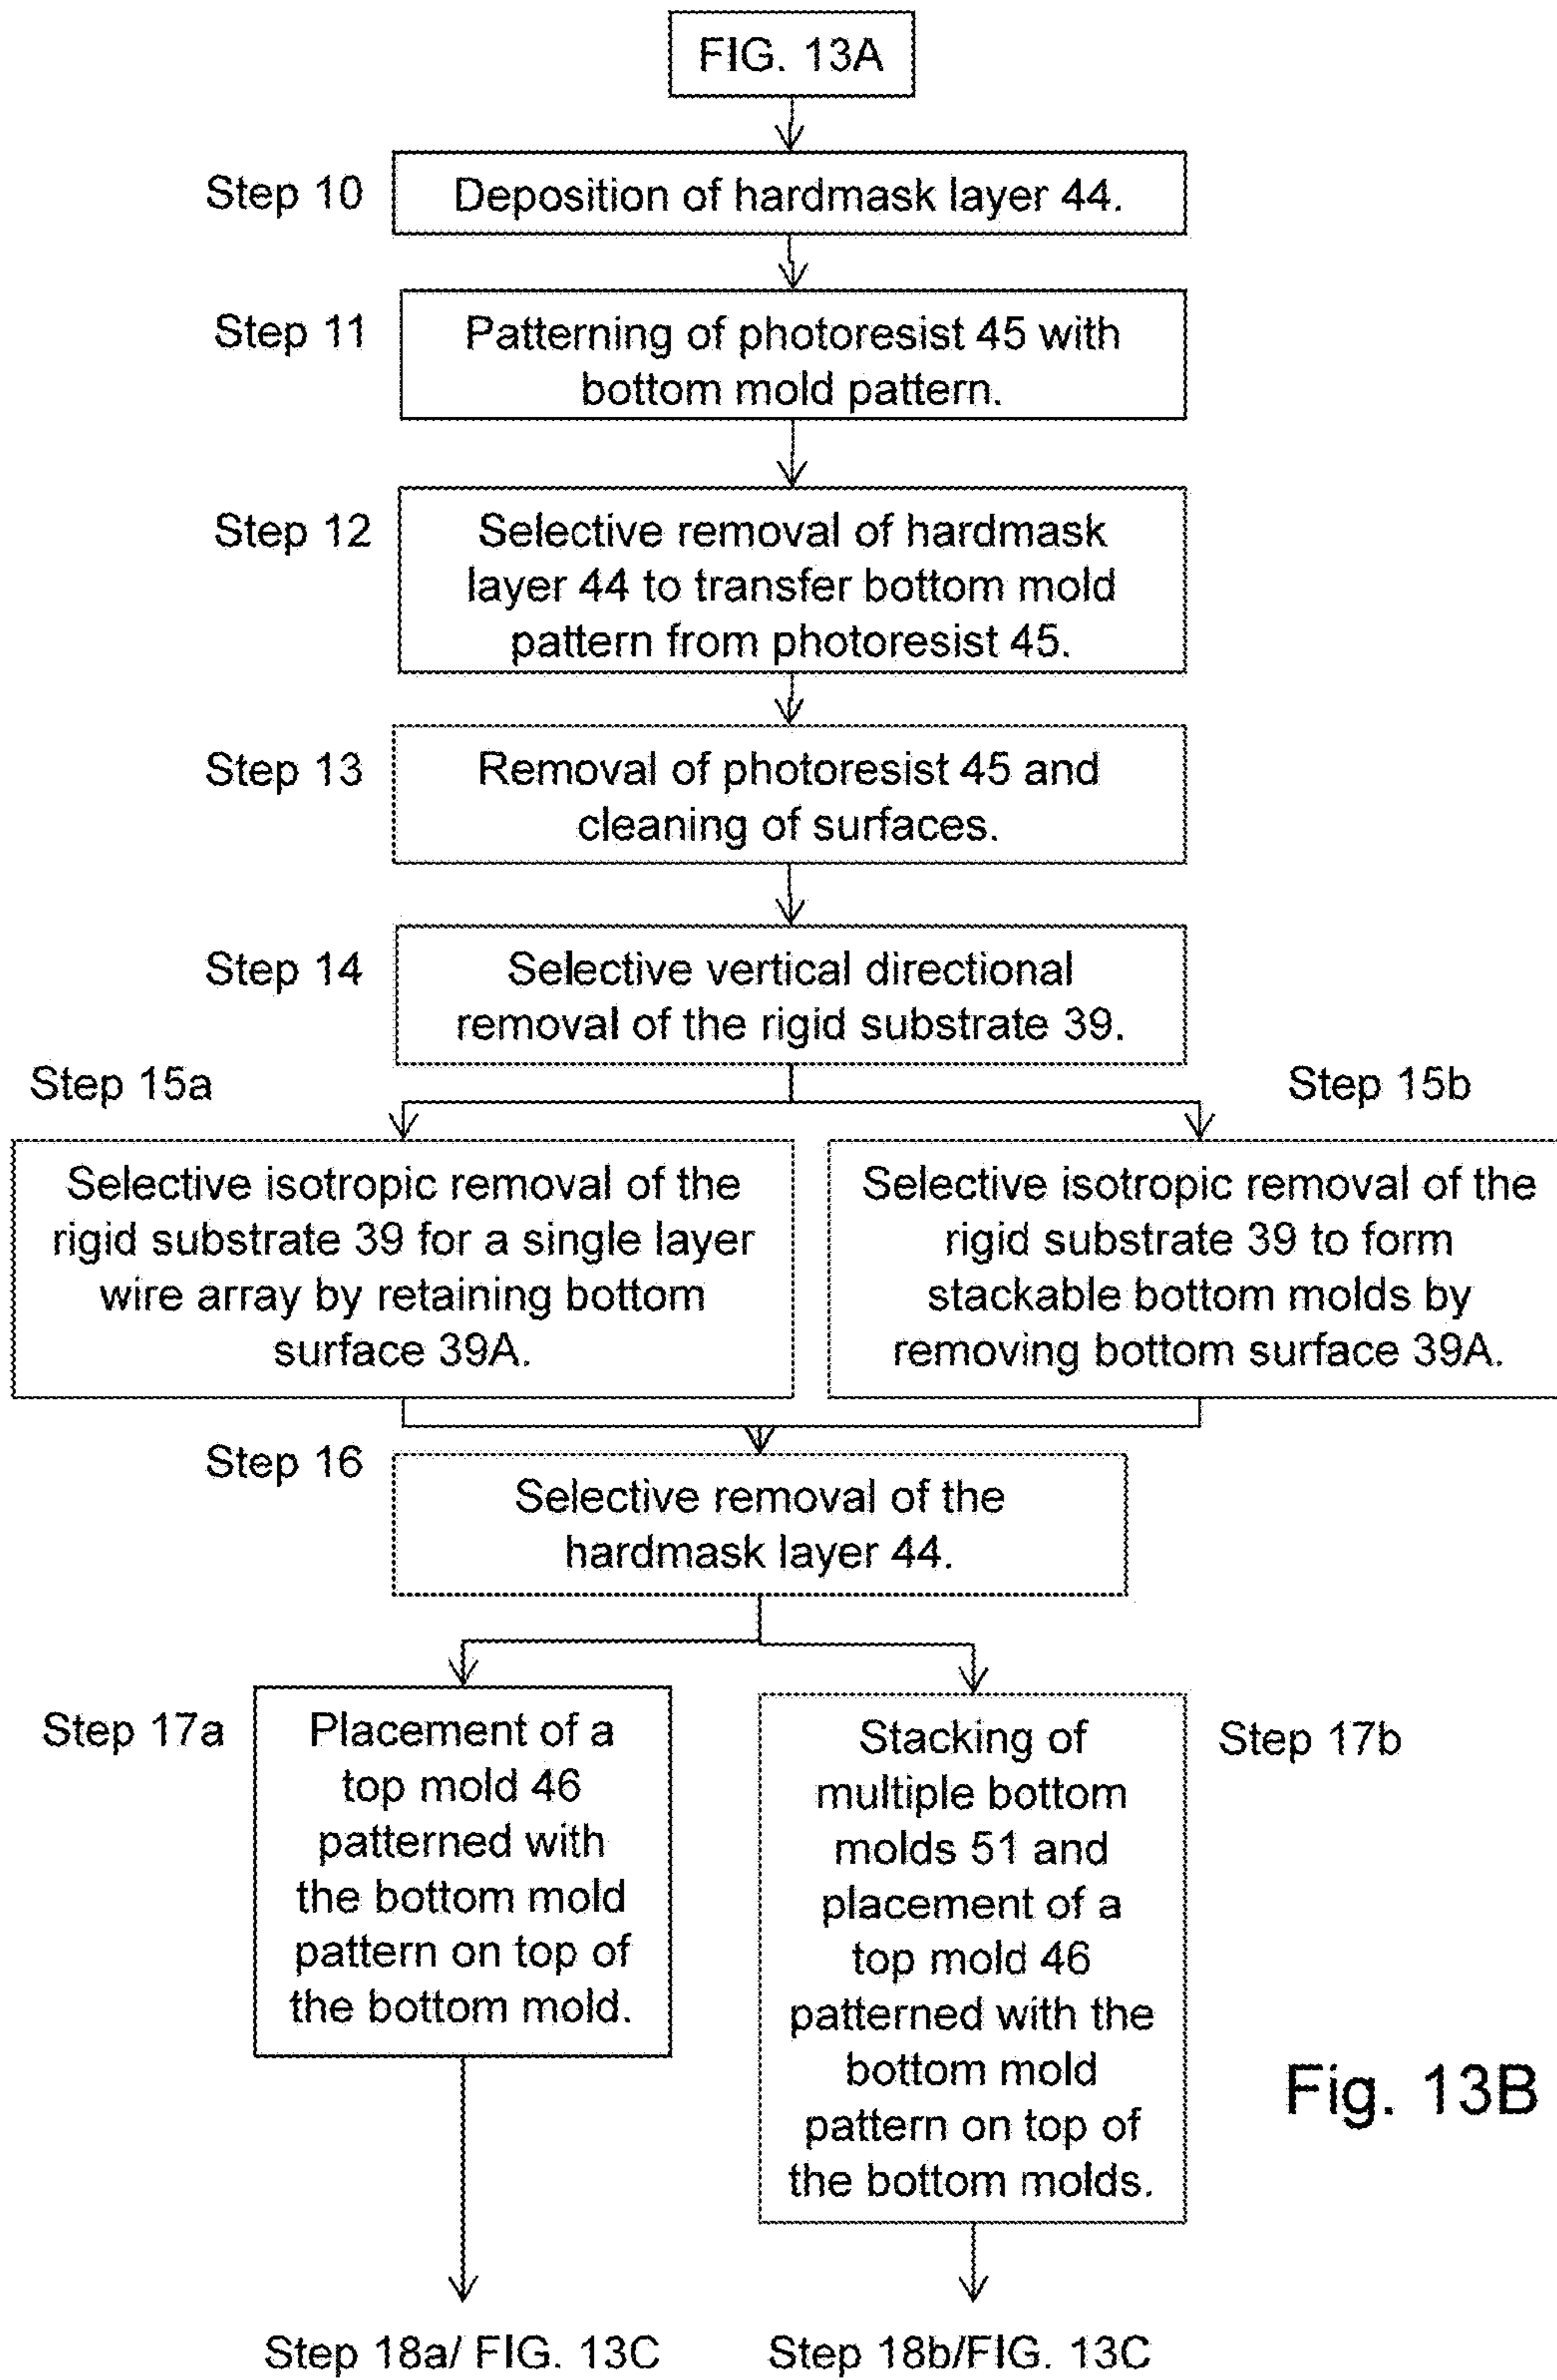 FIG. 13A
Step 10
Deposition of hardmask layer 44.
Step 11
Patterning of photoresist 45 with
bottom mold pattern.
Step 12
Selective removal of hardmask
layer 44 to transfer bottom mold
pattern from photoresist 45.
Step 13
Removal of photoresist 45 and
cleaning of surfaces.
Step 14
Selective vertical directional
removal of the rigid substrate 39.
Step 15a
Selective isotropic removal of the
rigid substrate 39 for a single layer
wire array by retaining bottom
surface 39A.
Step 15b
Selective isotropic removal of the
rigid substrate 39 to form
stackable bottom molds by
removing bottom surface 39A.
Step 16
Selective removal of the
hardmask layer 44.
Step 17a
Placement of a
top mold 46
patterned with
the bottom mold
pattern on top of
the bottom mold.
Step 17b
Stacking of
multiple bottom
molds 51 and
placement of a
top mold 46
patterned with the
bottom mold
pattern on top of
the bottom molds.
Step 18a/ FIG. 13C
Step 18b/FIG. 13C
Fig. 13B